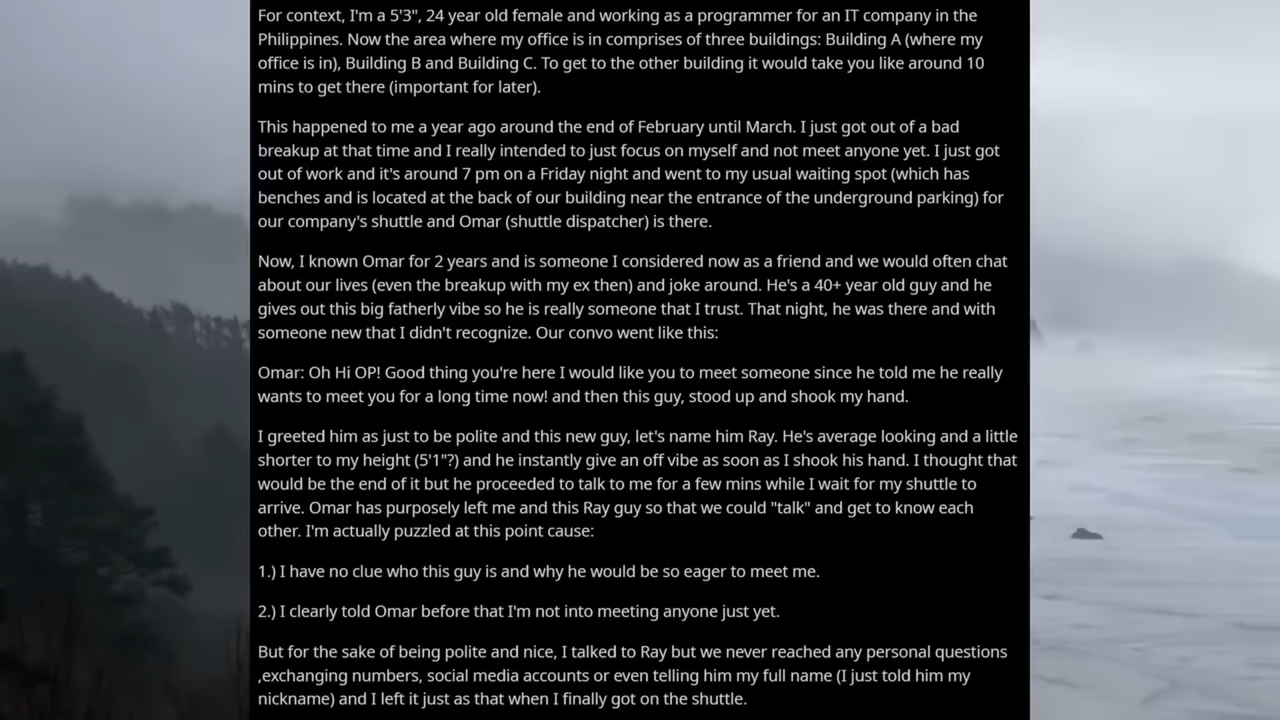 For context, I'm a 5'3", 24 year old female and working as a programmer for an IT company in the
Philippines. Now the area where my office is in comprises of three buildings: Building A (where my
office is in), Building B and Building C. To get to the other building it would take you like around 10
mins to get there (important for later).
This happened to me a year ago around the end of February until March. I just got out of a bad
breakup at that time and I really intended to just focus on myself and not meet anyone yet. I just got
out of work and it's around 7 pm on a Friday night and went to my usual waiting spot (which has
benches and is located at the back of our building near the entrance of the underground parking) for
our company's shuttle and Omar (shuttle dispatcher) is there.
Now, I known Omar for 2 years and is someone I considered now as a friend and we would often chat
about our lives (even the breakup with my ex then) and joke around. He's a 40+ year old guy and he
gives out this big fatherly vibe so he is really someone that I trust. That night, he was there and with
someone new that I didn't recognize. Our convo went like this:
Omar: Oh Hi OP! Good thing you're here I would like you to meet someone since he told me he really
wants to meet you for a long time now! and then this guy, stood up and shook my hand.
I greeted him as just to be polite and this new guy, let's name him Ray. He's average looking and a little
shorter to my height (5'1"?) and he instantly give an off vibe as soon as I shook his hand. I thought that
would be the end of it but he proceeded to talk to me for a few mins while I wait for my shuttle to
arrive. Omar has purposely left me and this Ray guy so that we could "talk" and get to know each
other. I'm actually puzzled at this point cause:
1.) I have no clue who this guy is and why he would be so eager to meet me.
2.) I clearly told Omar before that I'm not into meeting anyone just yet.
But for the sake of being polite and nice, I talked to Ray but we never reached any personal questions
,exchanging numbers, social media accounts or even telling him my full name (I just told him my
nickname) and I left it just as that when I finally got on the shuttle.